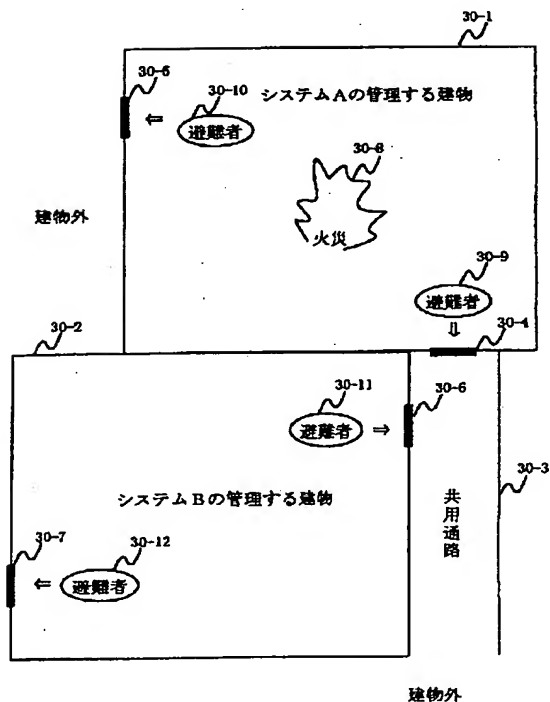 30-1
30-5
30-10
システムAの管理する建物
避難者
30-8
建物外
火災
30-9
避難者
30-2
30-4
30-11
30-6
避難者
30-3
システムBの管理する建物
共用通路
30-7
30-12
避難者
建物外